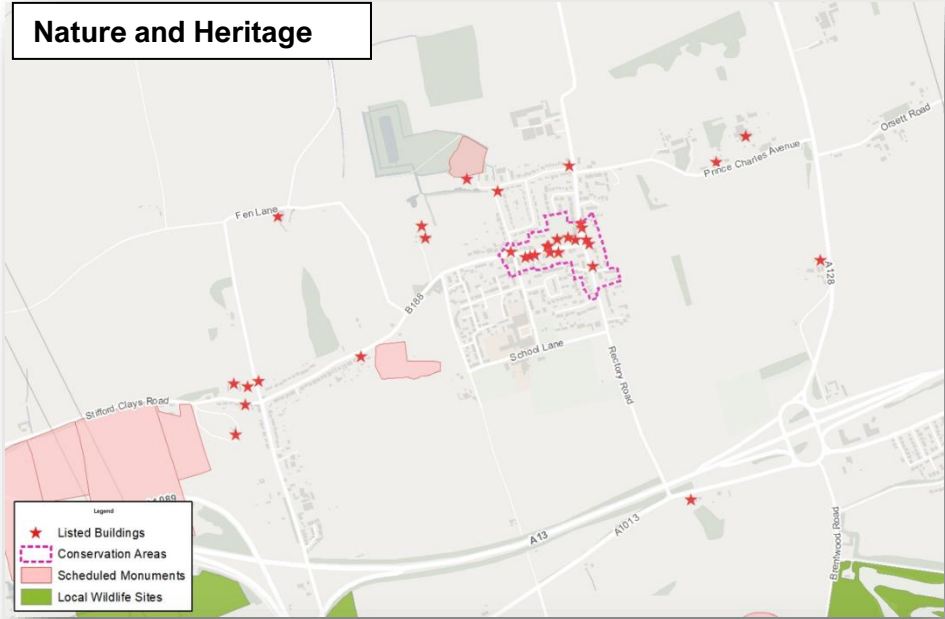 Nature and Heritage
Orsett Road
Prince Charles Avenue
Fen Lane
A128
B188
School Lane
Rectory Road
Stifford Clays Road
A13
A1013
Brentwood Road
Legend
Listed Buildings
Conservation Areas
Scheduled Monuments
Local Wildlife Sites